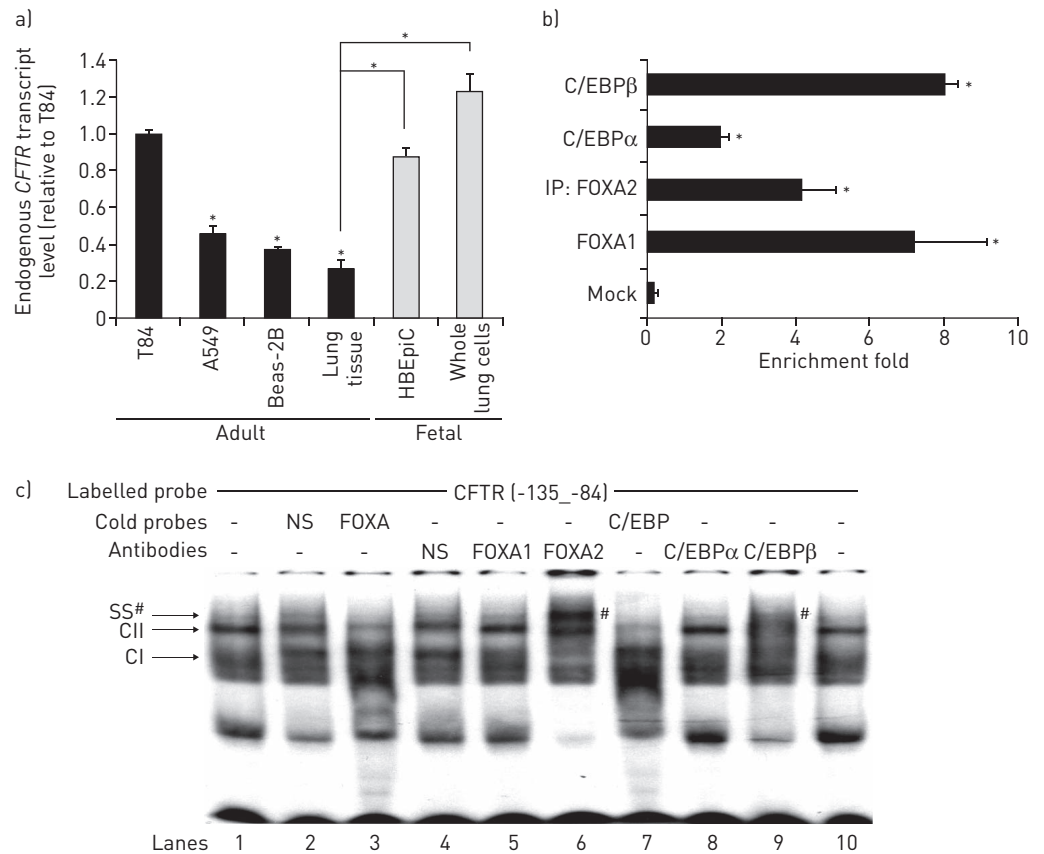 a)
Endogenous CFTR transcript
level (relative to T84)
1.4
1.2
1.0
0.8
0.6
0.4
0.2
0
*
*
*
*
*
T84
A549
Beas-2B
Lung
tissue
HBEpiC
Whole
lung cells
Adult
Fetal
b)
C/EBPβ
*
C/EBPα
*
IP: FOXA2
*
FOXA1
*
Mock
0 2 4 6 8 10
Enrichment fold
c)
Labelled probe CFTR (-135_-84)
Cold probes - NS FOXA - - - C/EBP - - -
Antibodies - - - NS FOXA1 FOXA2 - C/EBPα C/EBPβ -
SS# # #
CII
CI
Lanes 1 2 3 4 5 6 7 8 9 10